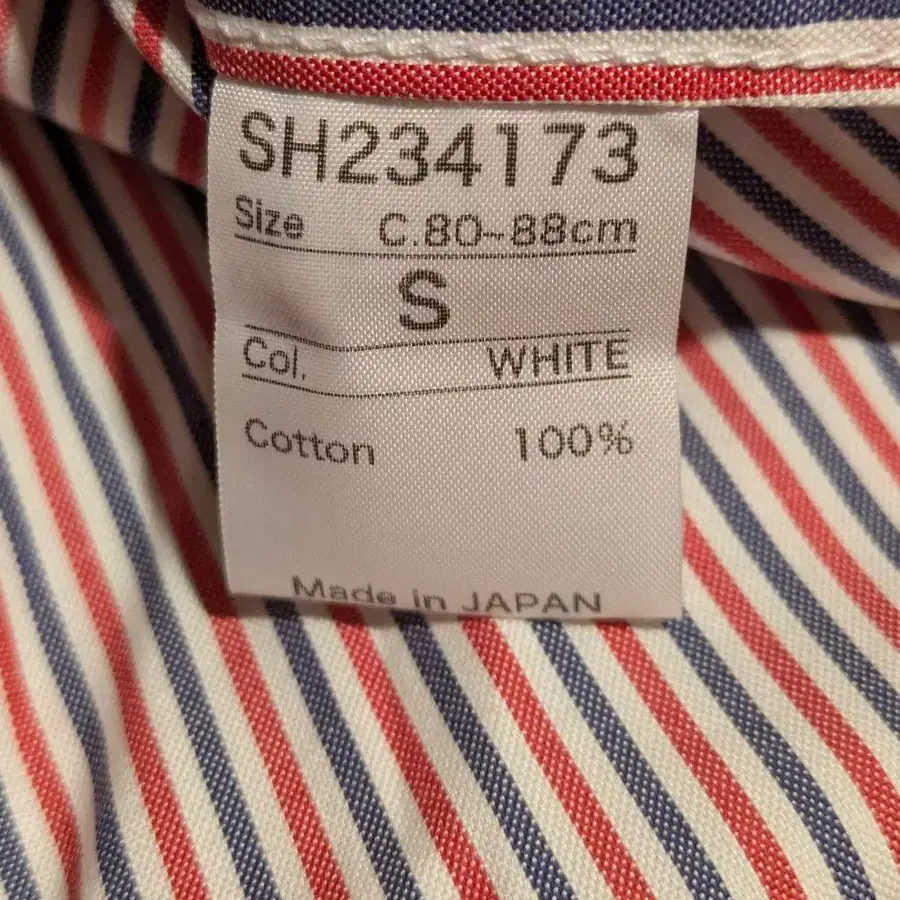 SH234173
Size C.80~88cm
S
Col. WHITE
Cotton 100%
Made in JAPAN